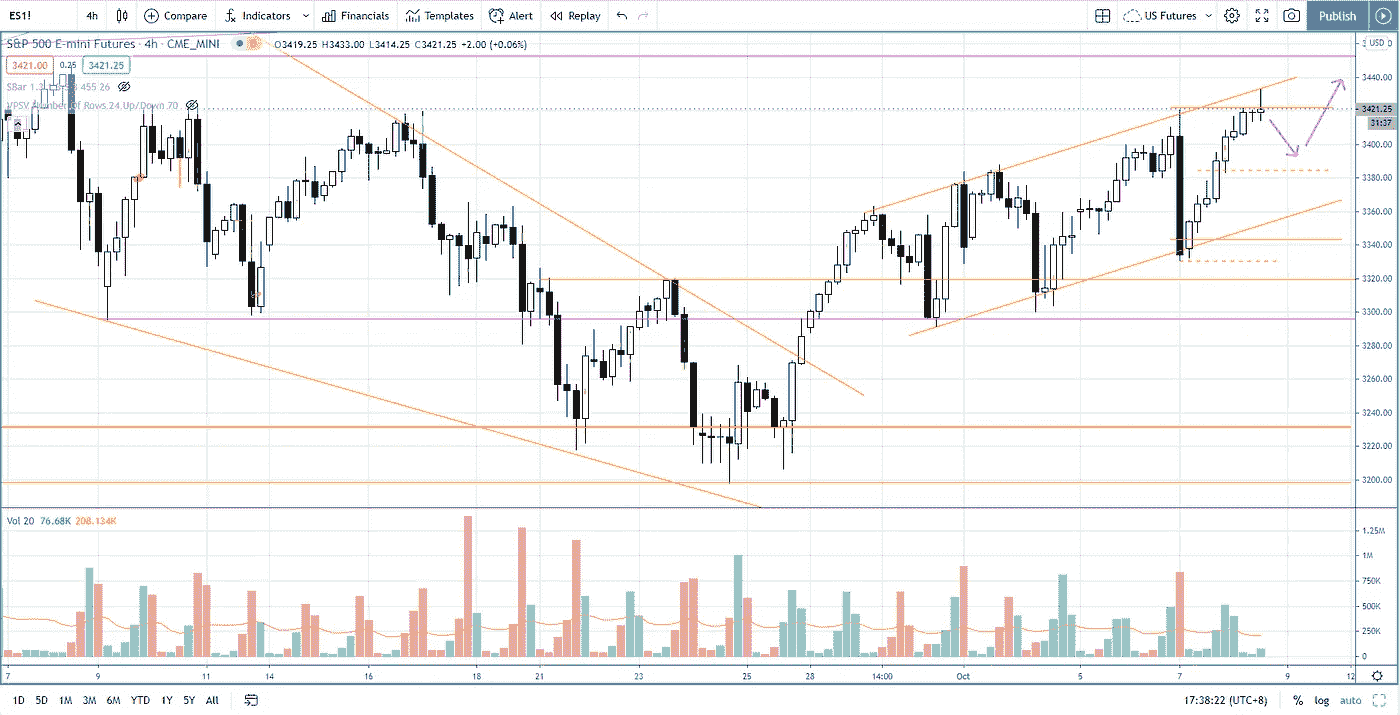 ES1! 4h Compare Indicators Financials Templates Alert Replay US Futures Publish
S&P 500 E-mini Futures · 4h · CME_MINI O3419.25 H3433.00 L3414.25 C3421.25 +2.00 (+0.06%)
USD
3421.00 0.25 3421.25
455 26
VPSV Number Of Rows 24 Up/Down 70
3440.00
3421.25
31:37
3400.00
3380.00
3360.00
3340.00
3320.00
3300.00
3280.00
3260.00
3240.00
3220.00
3200.00
Vol 20 76.68K 208.134K
1.25M
1M
750K
500K
250K
0
7 9 11 14 16 18 21 23 25 28 14:00 Oct 5 7 9 12
1D 5D 1M 3M 6M YTD 1Y 5Y All 17:38:22 (UTC+8) % log auto